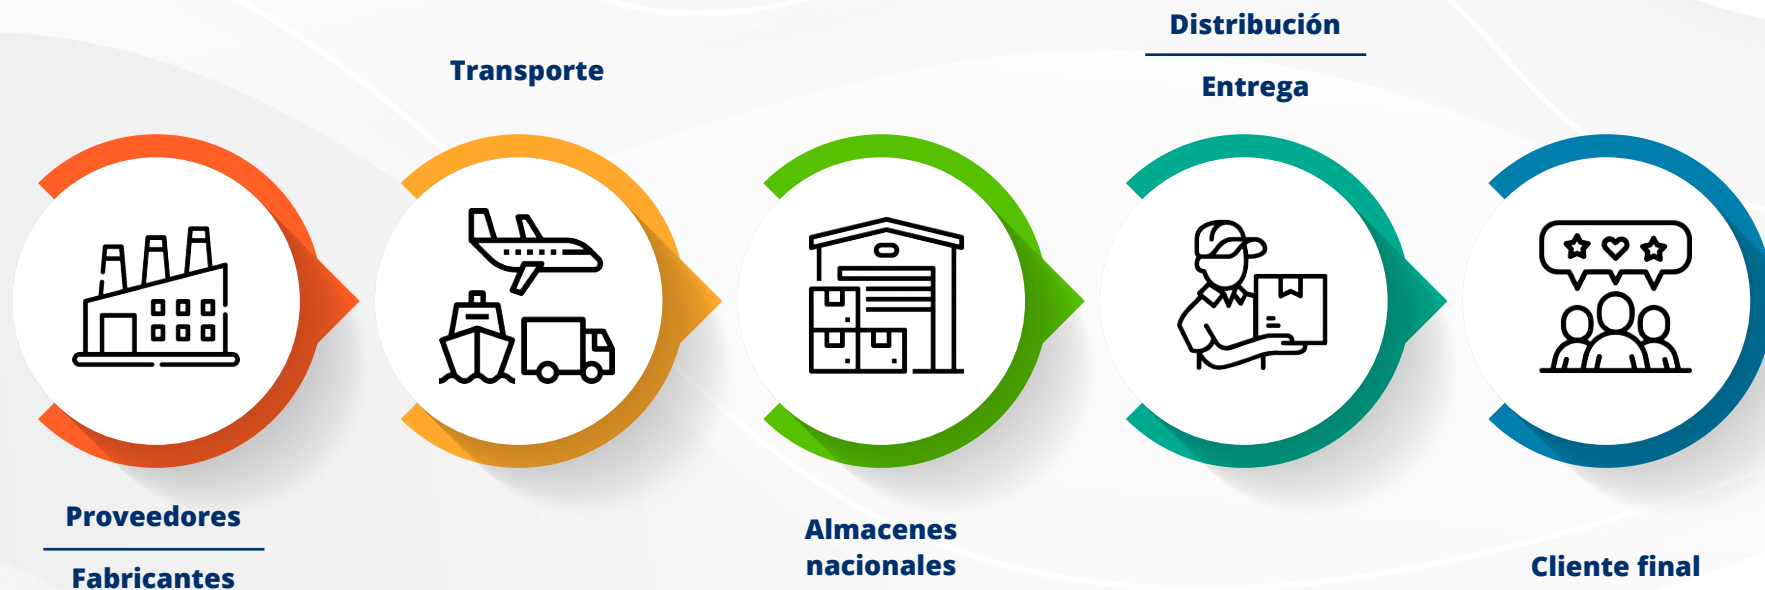 Proveedores
Fabricantes
Transporte
Almacenes
nacionales
Distribución
Entrega
Cliente final